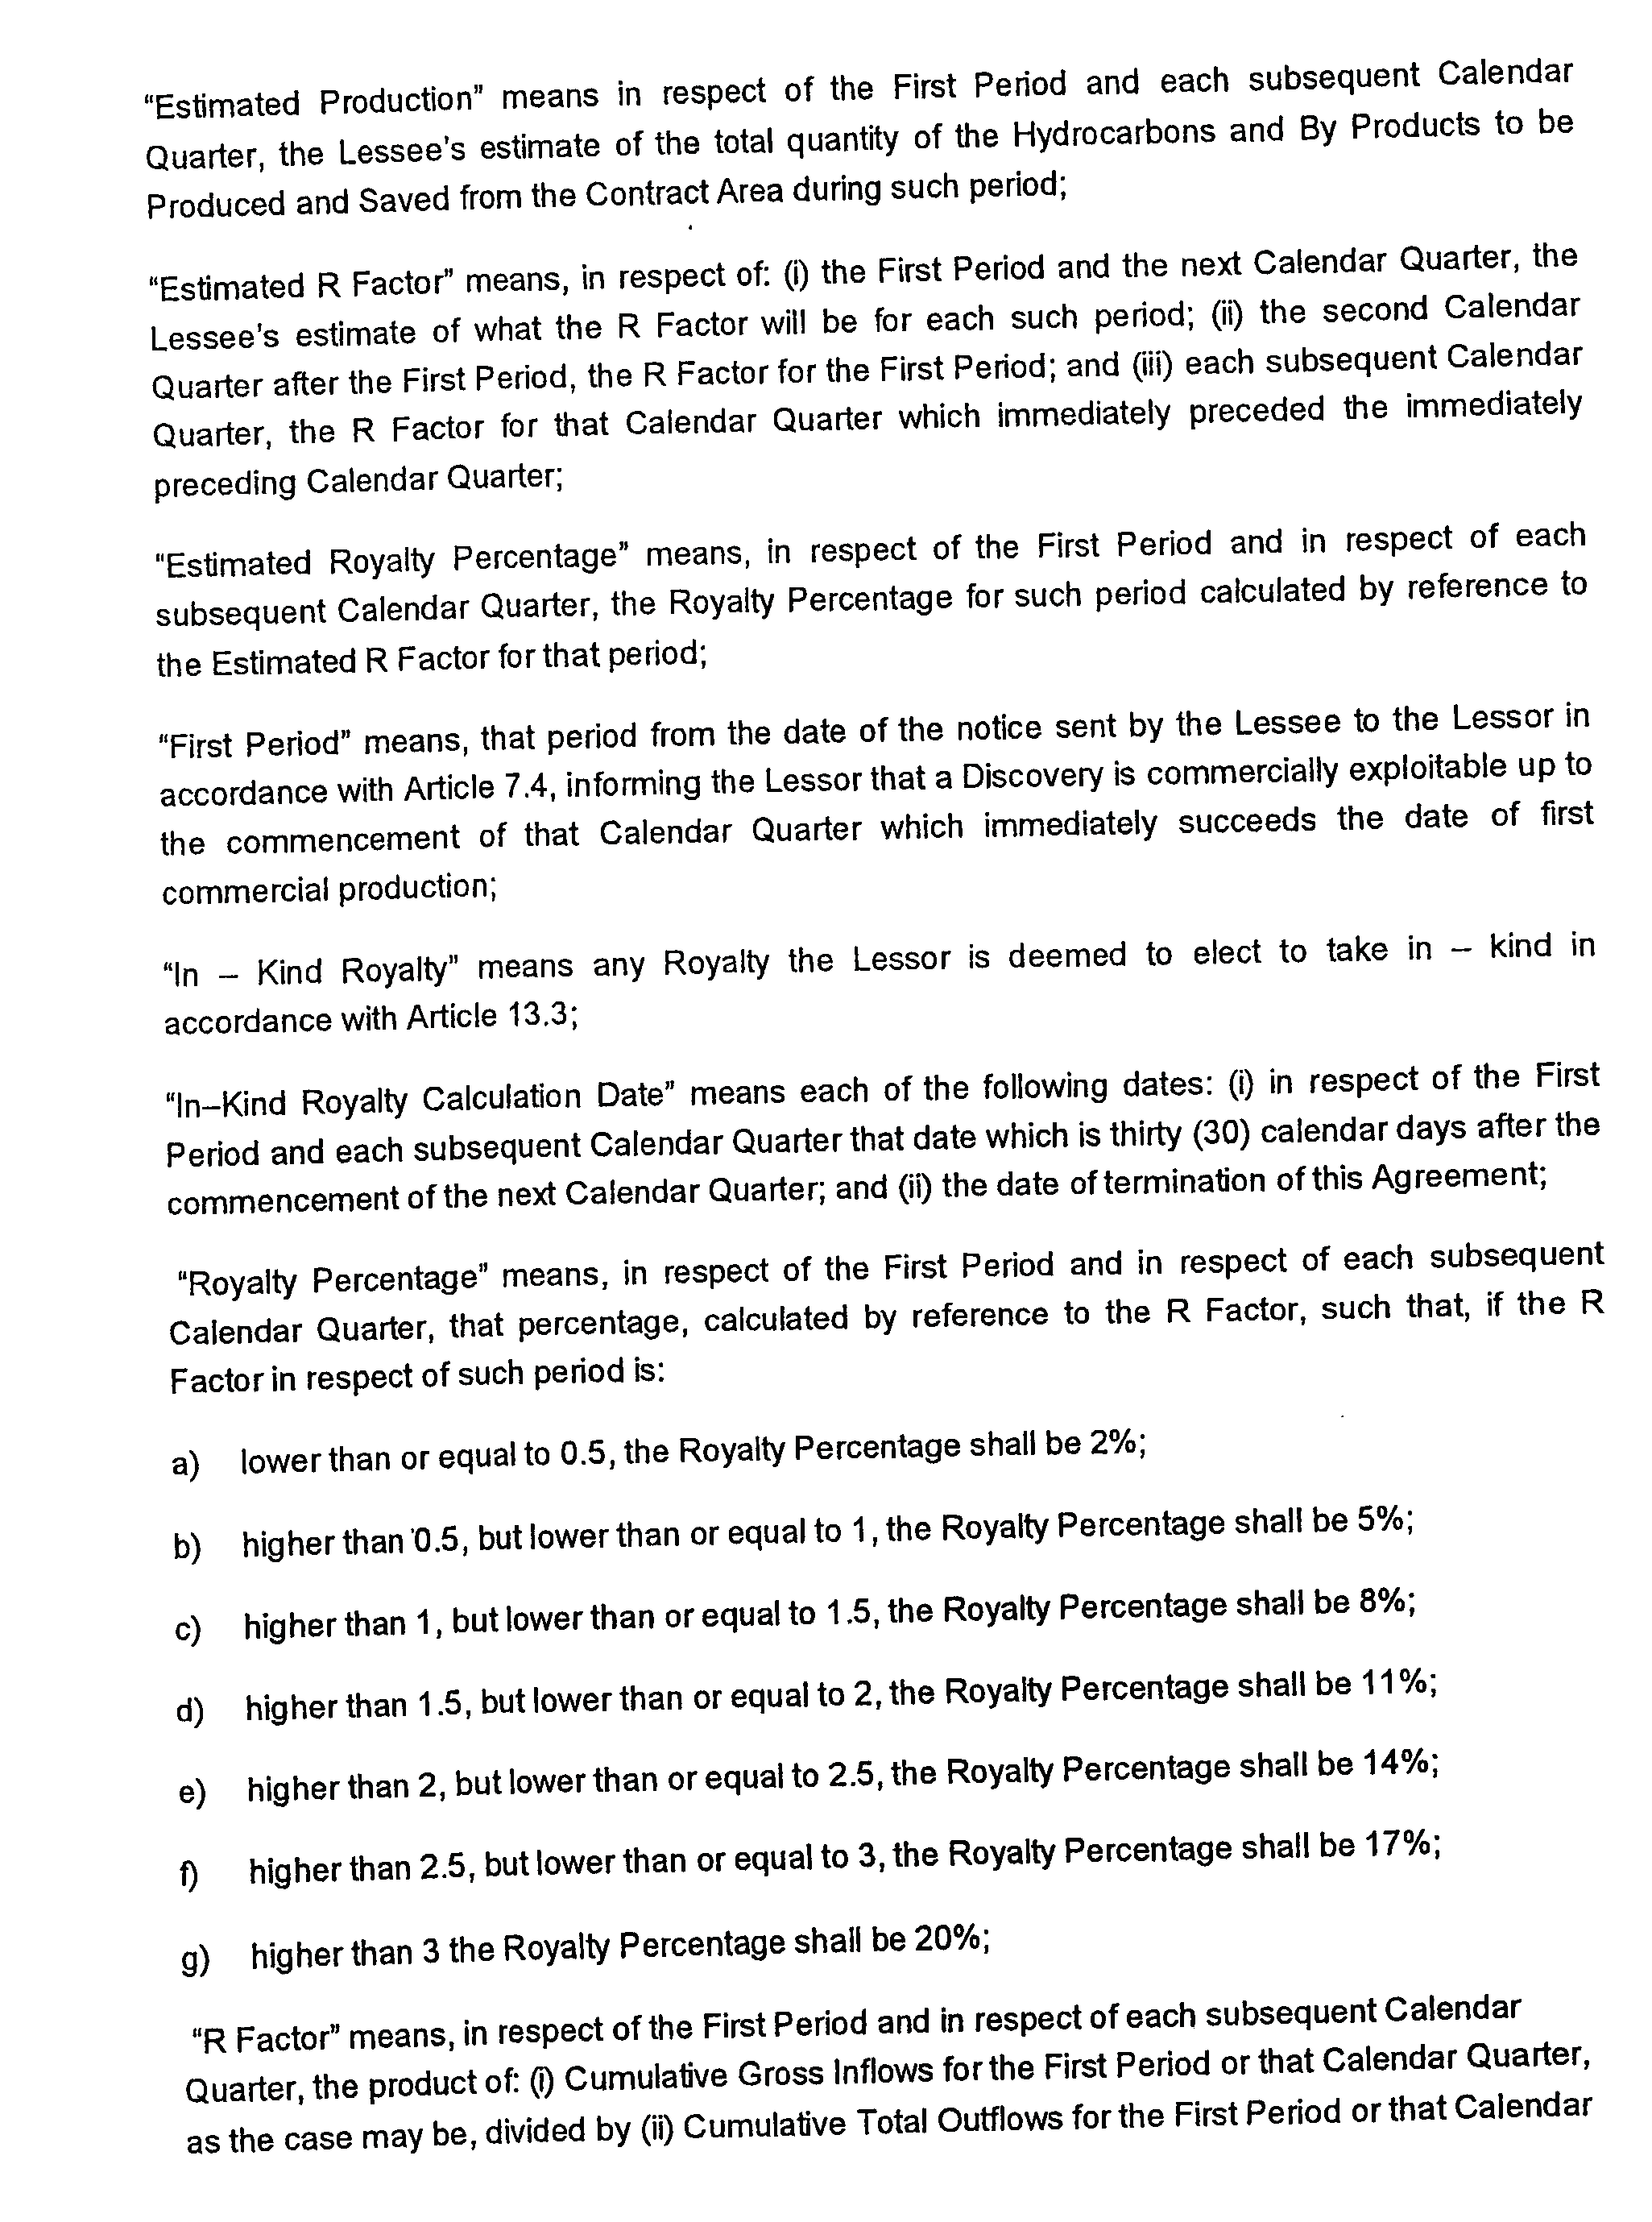 “Estimated Production” means in respect of the First Period and each subsequent Calendar
Quarter, the Lessee's estimate of the total quantity of the Hydrocarbons and By Products to be
Produced and Saved from the Contract Area during such period;
“Estimated R Factor” means, in respect of: (i) the First Period and the next Calendar Quarter, the
Lessee's estimate of what the R Factor will be for each such period; (ii) the second Calendar
Quarter after the First Period, the R Factor for the First Period; and (iii) each subsequent Calendar
Quarter, the R Factor for that Calendar Quarter which immediately preceded the immediately
preceding Calendar Quarter;
“Estimated Royalty Percentage” means, in respect of the First Period and in respect of each
subsequent Calendar Quarter, the Royalty Percentage for such period calculated by reference to
the Estimated R Factor for that period;
“First Period” means, that period from the date of the notice sent by the Lessee to the Lessor in
accordance with Article 7.4, informing the Lessor that a Discovery is commercially exploitable up to
the commencement of that Calendar Quarter which immediately succeeds the date of first
commercial production;
“In – Kind Royalty” means any Royalty the Lessor is deemed to elect to take in – kind in
accordance with Article 13.3;
“In–Kind Royalty Calculation Date” means each of the following dates: (i) in respect of the First
Period and each subsequent Calendar Quarter that date which is thirty (30) calendar days after the
commencement of the next Calendar Quarter; and (ii) the date of termination of this Agreement;
“Royalty Percentage” means, in respect of the First Period and in respect of each subsequent
Calendar Quarter, that percentage, calculated by reference to the R Factor, such that, if the R
Factor in respect of such period is:
a) lower than or equal to 0.5, the Royalty Percentage shall be 2%;
b) higher than 0.5, but lower than or equal to 1, the Royalty Percentage shall be 5%;
c) higher than 1, but lower than or equal to 1.5, the Royalty Percentage shall be 8%;
d) higher than 1.5, but lower than or equal to 2, the Royalty Percentage shall be 11%;
e) higher than 2, but lower than or equal to 2.5, the Royalty Percentage shall be 14%;
f) higher than 2.5, but lower than or equal to 3, the Royalty Percentage shall be 17%;
g) higher than 3 the Royalty Percentage shall be 20%;
“R Factor” means, in respect of the First Period and in respect of each subsequent Calendar
Quarter, the product of: (i) Cumulative Gross Inflows for the First Period or that Calendar Quarter,
as the case may be, divided by (ii) Cumulative Total Outflows for the First Period or that Calendar